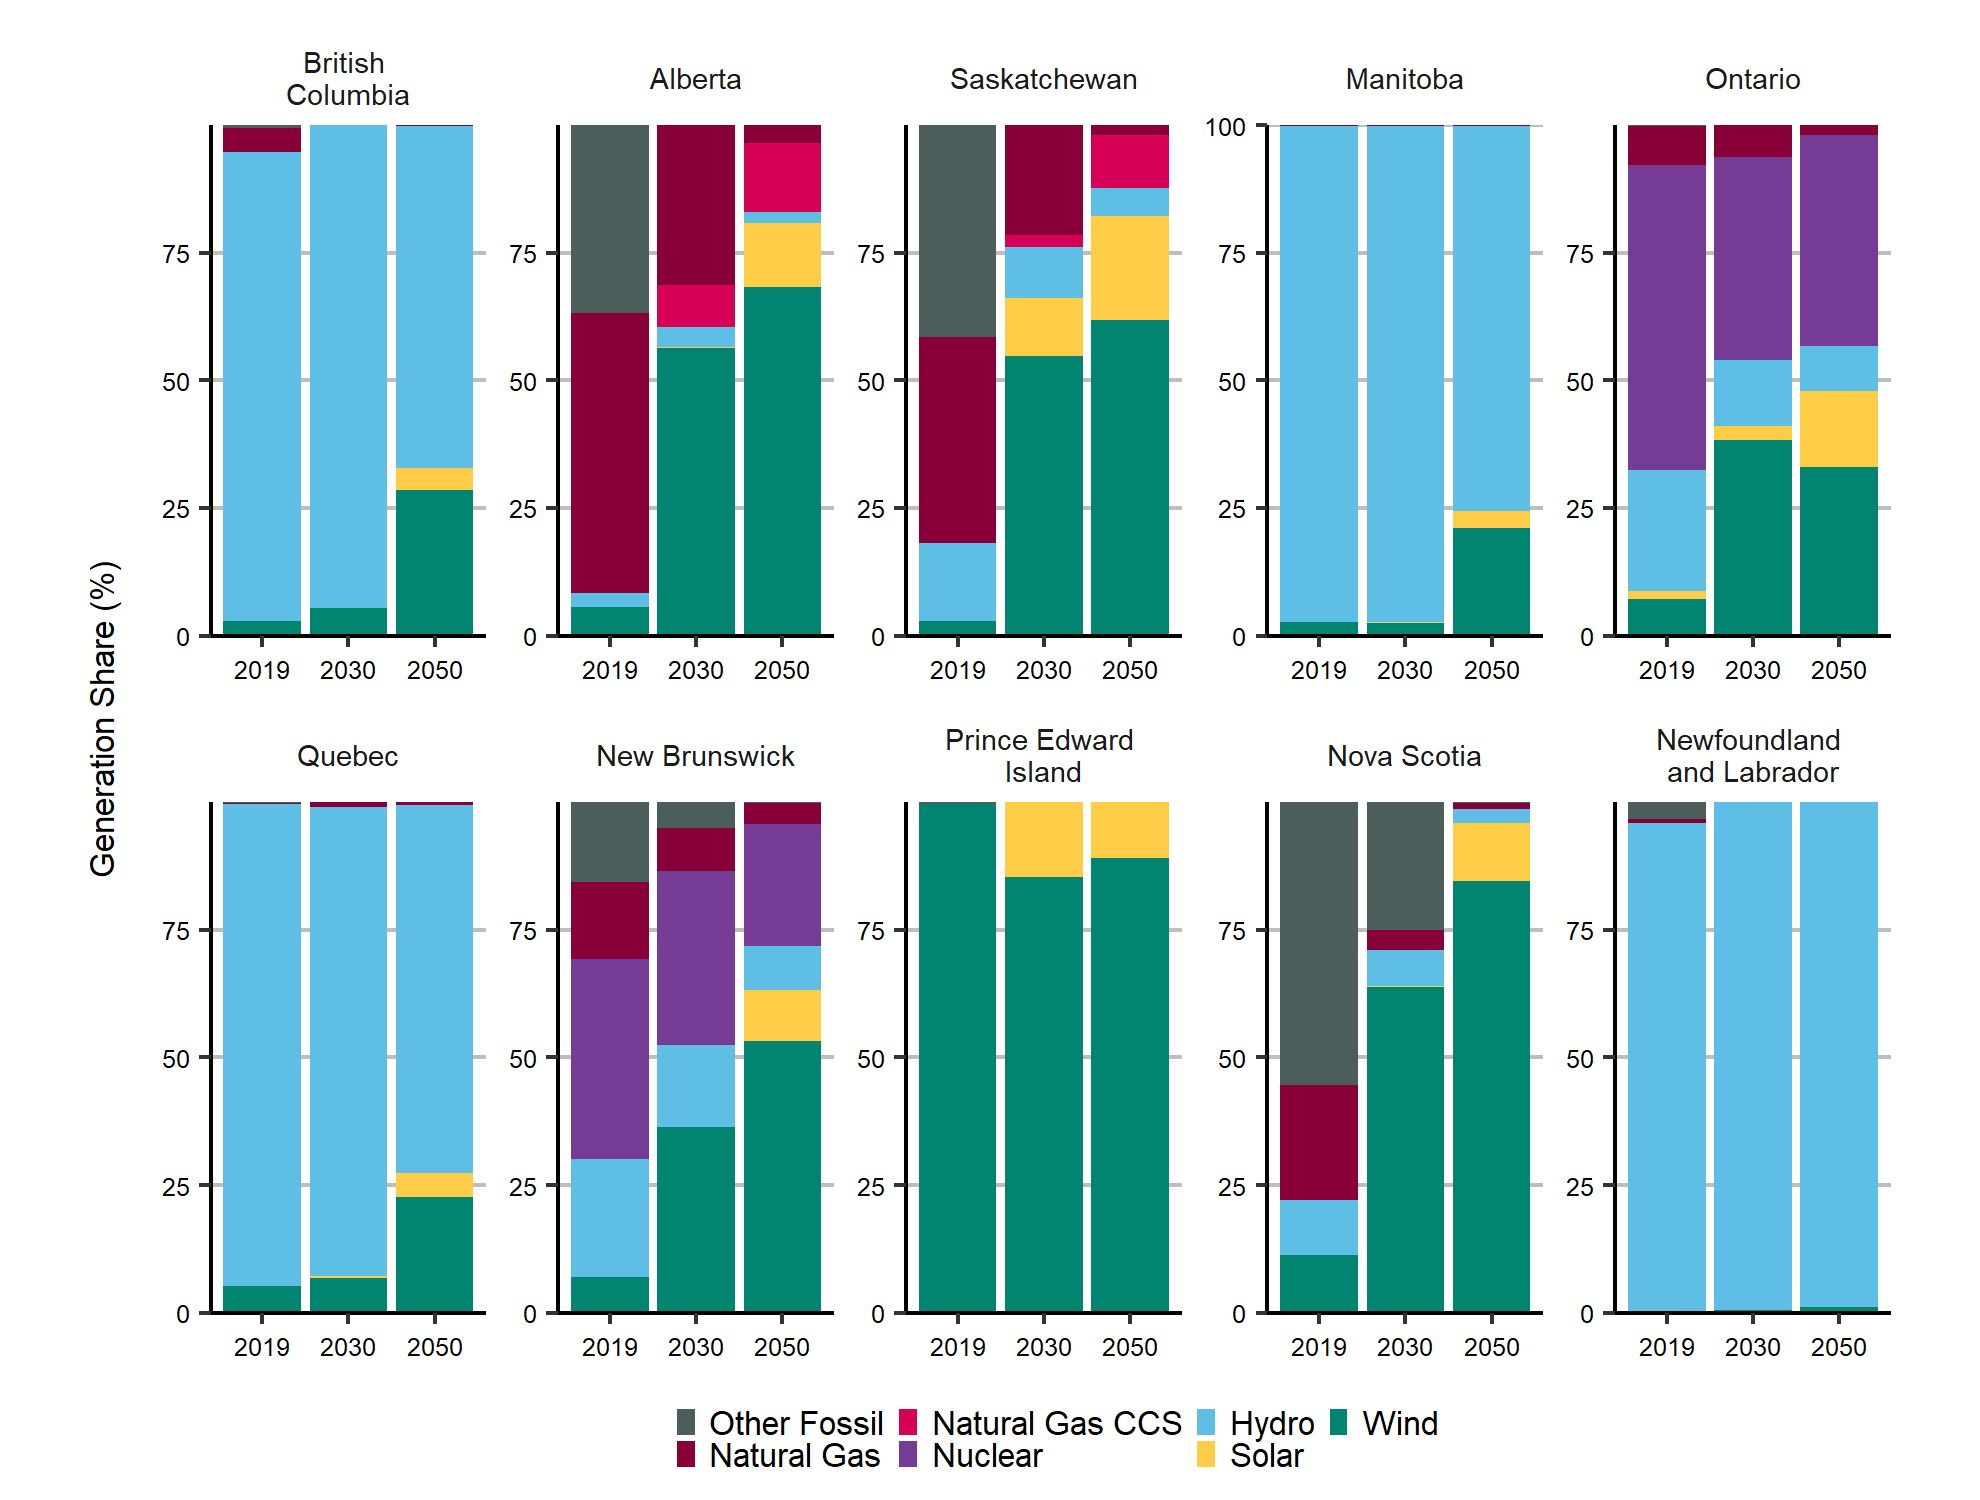 British
Columbia
Alberta
Saskatchewan
Manitoba
Ontario
100
75
75
75
75
75
50
50
50
50
50
25
25
25
25
25
0
0
0
0
0
2019 2030 2050
2019 2030 2050
2019 2030 2050
2019 2030 2050
2019 2030 2050
Generation Share (%)
Quebec
New Brunswick
Prince Edward
Island
Nova Scotia
Newfoundland
and Labrador
75
75
75
75
75
50
50
50
50
50
25
25
25
25
25
0
0
0
0
0
2019 2030 2050
2019 2030 2050
2019 2030 2050
2019 2030 2050
2019 2030 2050
Other Fossil
Natural Gas CCS
Hydro
Wind
Natural Gas
Nuclear
Solar